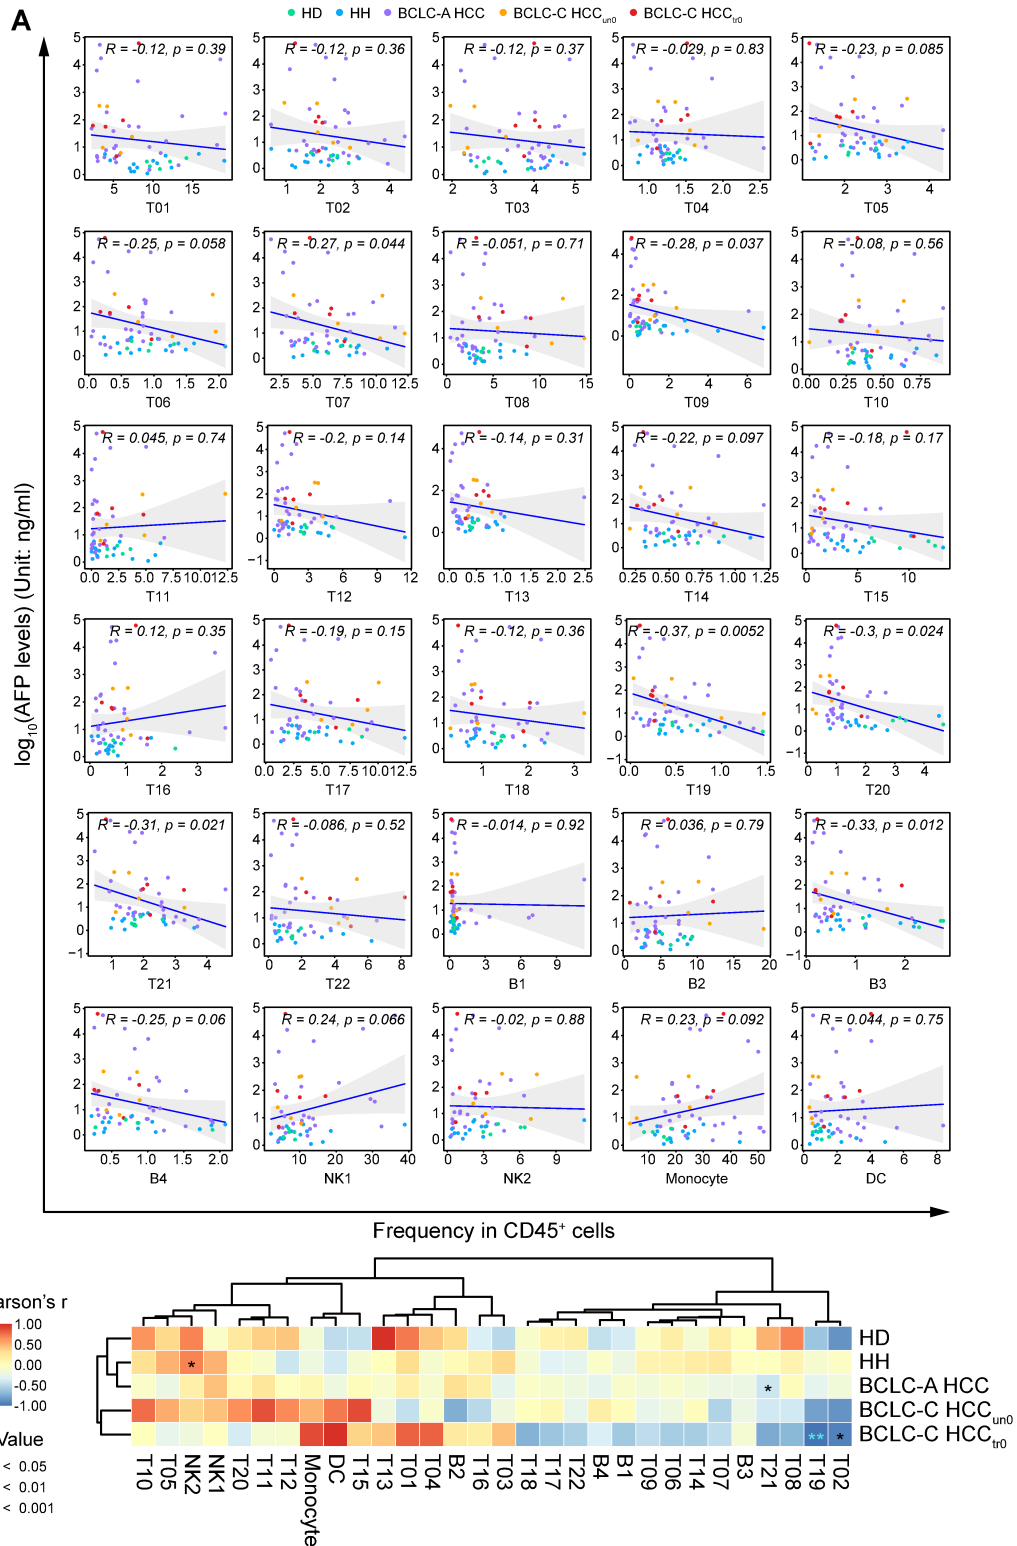 A
HD HH BCLC-A HCC BCLC-C HCCun0 BCLC-C HCCtr0
log10(AFP levels) (Unit: ng/ml)
R = -0.12, p = 0.39
T01
R = -0.12, p = 0.36
T02
R = -0.12, p = 0.37
T03
R = -0.029, p = 0.83
T04
R = -0.23, p = 0.085
T05
R = -0.25, p = 0.058
T06
R = -0.27, p = 0.044
T07
R = -0.051, p = 0.71
T08
R = -0.28, p = 0.037
T09
R = -0.08, p = 0.56
T10
R = 0.045, p = 0.74
T11
R = -0.2, p = 0.14
T12
R = -0.14, p = 0.31
T13
R = -0.22, p = 0.097
T14
R = -0.18, p = 0.17
T15
R = 0.12, p = 0.35
T16
R = -0.19, p = 0.15
T17
R = -0.12, p = 0.36
T18
R = -0.37, p = 0.0052
T19
R = -0.3, p = 0.024
T20
R = -0.31, p = 0.021
T21
R = -0.086, p = 0.52
T22
R = -0.014, p = 0.92
B1
R = 0.036, p = 0.79
B2
R = -0.33, p = 0.012
B3
R = -0.25, p = 0.06
B4
R = 0.24, p = 0.066
NK1
R = -0.02, p = 0.88
NK2
R = 0.23, p = 0.092
Monocyte
R = 0.044, p = 0.75
DC
Frequency in CD45+ cells
arson's r
1.00
0.50
0.00
-0.50
-1.00
Value
< 0.05
< 0.01
< 0.001
HD
HH
*
BCLC-A HCC
*
BCLC-C HCCun0
BCLC-C HCCtr0
** *
T10 T05 NK2 NK1 T20 T11 T12 Monocyte DC T15 T13 T01 T04 B2 T16 T03 T18 T17 T22 B4 B1 T09 T06 T14 T07 B3 T21 T08 T19 T02